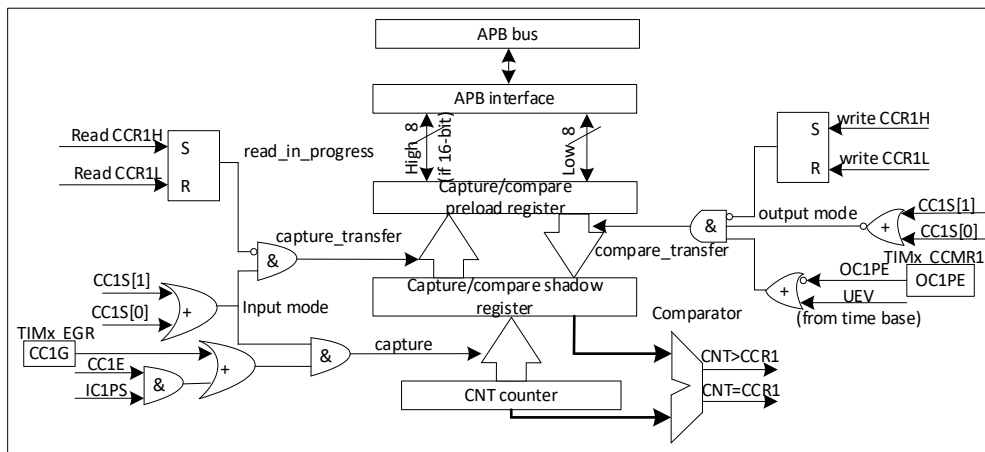 APB bus
APB interface
High 8
(if 16-bit)
Low 8
Read CCR1H
Read CCR1L
S
R
read_in_progress
write CCR1H
write CCR1L
S
R
Capture/compare
preload register
capture_transfer
&
compare_transfer
&
output mode
+
CC1S[1]
CC1S[0]
TIMx_CCMR1
OC1PE
OC1PE
+
UEV
(from time base)
Capture/compare shadow
register
CC1S[1]
CC1S[0]
+
Input mode
TIMx_EGR
CC1G
CC1E
IC1PS
&
+
&
capture
CNT counter
Comparator
CNT>CCR1
CNT=CCR1